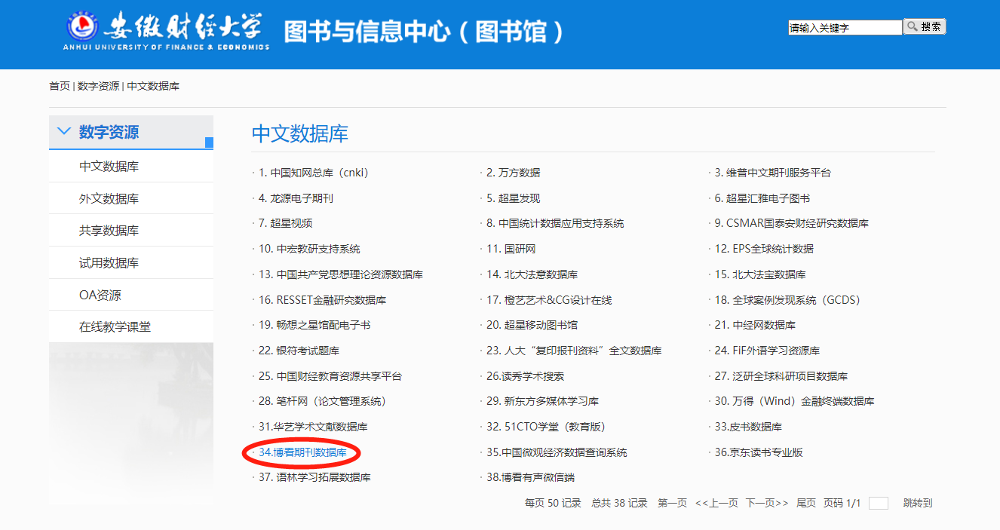 安徽财经大学 图书与信息中心（图书馆）
ANHUI UNIVERSITY OF FINANCE & ECONOMICS
请输入关键字 搜索
首页 | 数字资源 | 中文数据库
数字资源
中文数据库
外文数据库
共享数据库
试用数据库
OA资源
在线教学课堂
中文数据库
· 1. 中国知网总库（cnki） · 2. 万方数据 · 3. 维普中文期刊服务平台
· 4. 龙源电子期刊 · 5. 超星发现 · 6. 超星汇雅电子图书
· 7. 超星视频 · 8. 中国统计数据应用支持系统 · 9. CSMAR国泰安财经研究数据库
· 10. 中宏教研支持系统 · 11. 国研网 · 12. EPS全球统计数据
· 13. 中国共产党思想理论资源数据库 · 14. 北大法意数据库 · 15. 北大法宝数据库
· 16. RESSET金融研究数据库 · 17. 橙艺艺术&CG设计在线 · 18. 全球案例发现系统（GCDS）
· 19. 畅想之星馆配电子书 · 20. 超星移动图书馆 · 21. 中经网数据库
· 22. 银符考试题库 · 23. 人大“复印报刊资料”全文数据库 · 24. FiF外语学习资源库
· 25. 中国财经教育资源共享平台 · 26.读秀学术搜索 · 27. 泛研全球科研项目数据库
· 28. 笔杆网（论文管理系统） · 29. 新东方多媒体学习库 · 30. 万得（Wind）金融终端数据库
· 31.华艺学术文献数据库 · 32. 51CTO学堂（教育版） · 33.皮书数据库
· 34.博看期刊数据库 · 35.中国微观经济数据查询系统 · 36.京东读书专业版
· 37. 语林学习拓展数据库 · 38.博看有声微信端
每页 50 记录 总共 38 记录 第一页 <<上一页 下一页>> 尾页 页码 1/1 跳转到